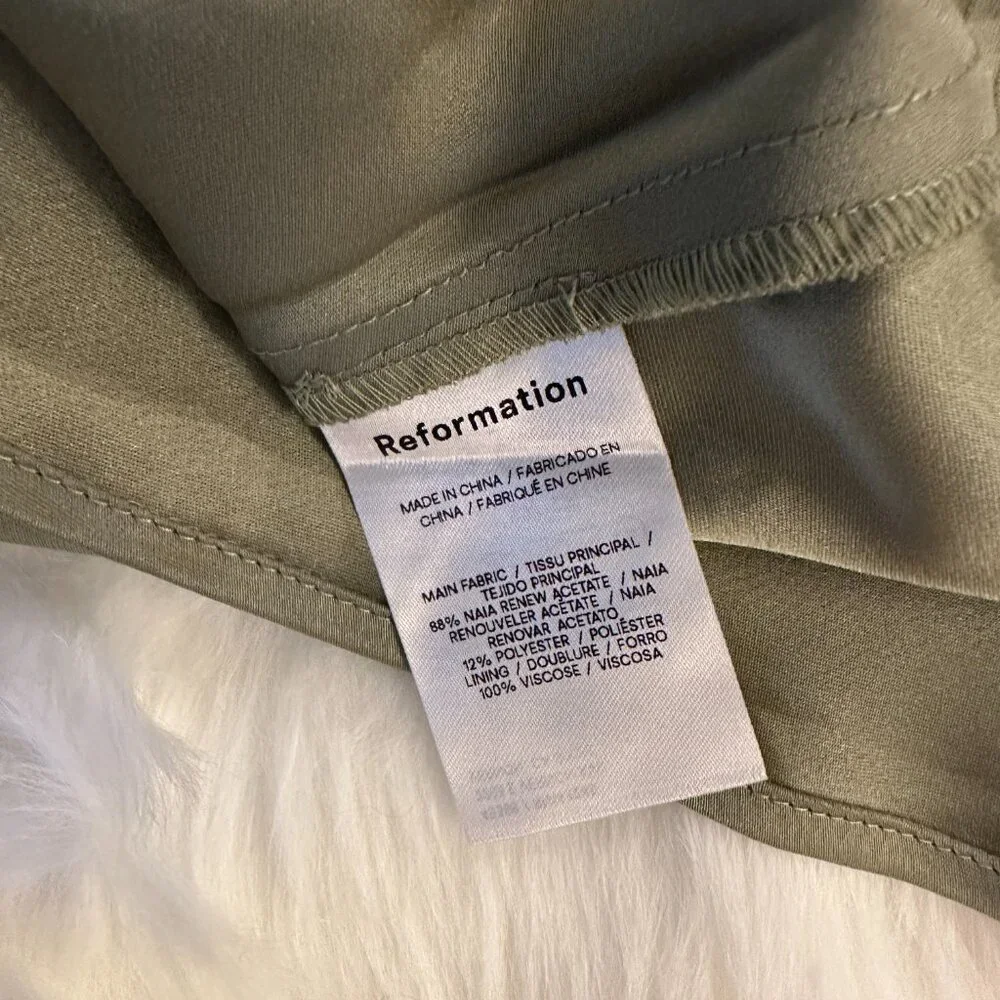 Reformation
MADE IN CHINA / FABRICADO EN
CHINA / FABRIQUÉ EN CHINE
MAIN FABRIC / TISSU PRINCIPAL /
TEJIDO PRINCIPAL
88% NAIA RENEW ACETATE / NAIA
RENOUVELER ACÉTATE / NAIA
RENOVAR ACETATO
12% POLYESTER / POLIÉSTER
LINING / DOUBLURE / FORRO
100% VISCOSE / VISCOSA